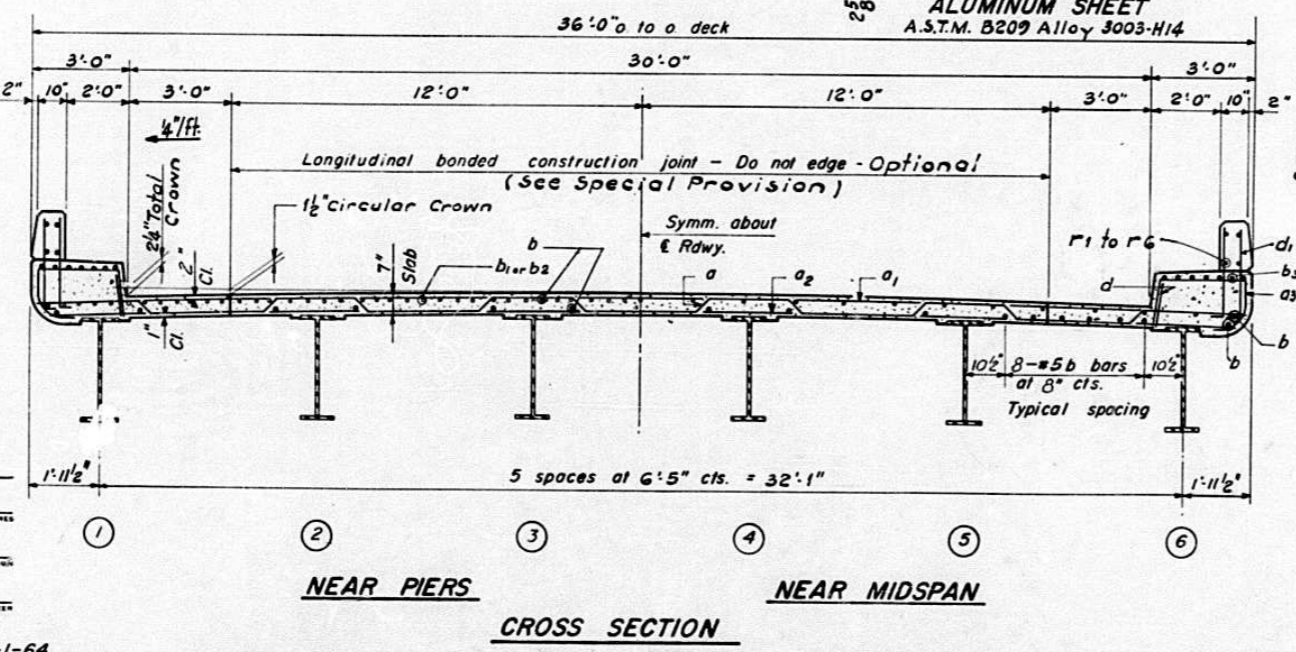 25
28
ALUMINUM SHEET
A.S.T.M. B209 Alloy 3003-H14
36'-0" o. to o. deck
3'-0"
30'-0"
3'-0"
2"
10"
2'-0"
3'-0"
12'-0"
12'-0"
3'-0"
2'-0"
10"
2"
1/4"/ft.
Longitudinal bonded construction joint - Do not edge - Optional
(See Special Provision)
2 1/4" Total
Crown
1 1/2" Circular Crown
Symm. about
℄ Rdwy.
r1 to r6
d1
2"
Cl.
7"
Slab
b
b1 or b2
a
a2
a1
d
b3
a3
1"
Cl.
b
b
10 1/2"
8-#5 b bars
at 8" cts.
10 1/2"
Typical spacing
1'-11 1/2"
5 spaces at 6'-5" cts. = 32'-1"
1'-11 1/2"
1
2
3
4
5
6
NEAR PIERS
NEAR MIDSPAN
CROSS SECTION
-1-64